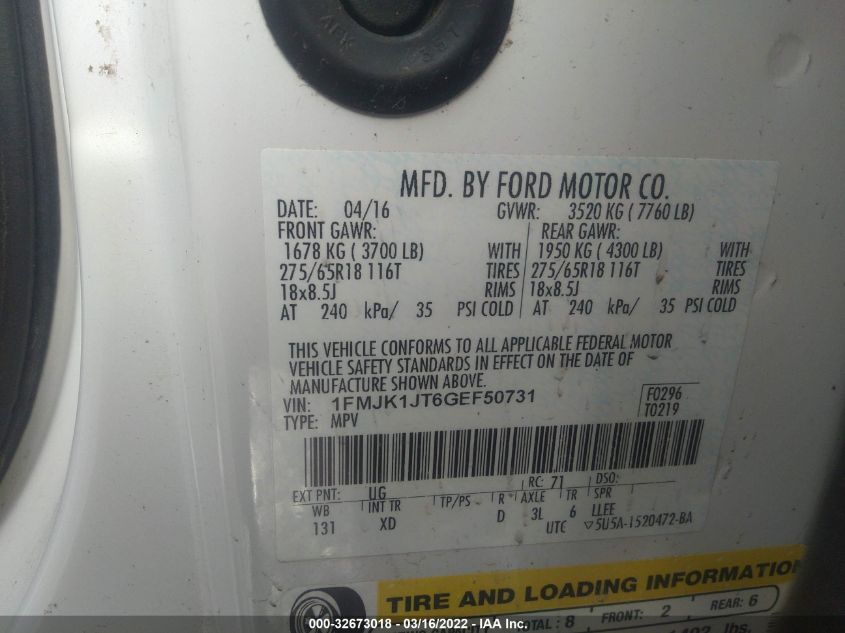 AFK 397
MFD. BY FORD MOTOR CO.
DATE: 04/16 GVWR: 3520 KG ( 7760 LB)
FRONT GAWR: REAR GAWR:
1678 KG ( 3700 LB) WITH 1950 KG ( 4300 LB) WITH
275/65R18 116T TIRES 275/65R18 116T TIRES
18x8.5J RIMS 18x8.5J RIMS
AT 240 kPa/ 35 PSI COLD AT 240 kPa/ 35 PSI COLD
THIS VEHICLE CONFORMS TO ALL APPLICABLE FEDERAL MOTOR
VEHICLE SAFETY STANDARDS IN EFFECT ON THE DATE OF
MANUFACTURE SHOWN ABOVE.
VIN: 1FMJK1JT6GEF50731 F0296
TYPE: MPV T0219
EXT PNT: UG RC: 71 DSO:
WB INT TR TP/PS R AXLE TR SPR
131 XD D 3L 6 LLEE
UTC ▽5U5A-1520472-BA
TIRE AND LOADING INFORMATION
TOTAL: 8 FRONT: 2 REAR: 6
lbs.
000-32673018 - 03/16/2022 - IAA Inc.